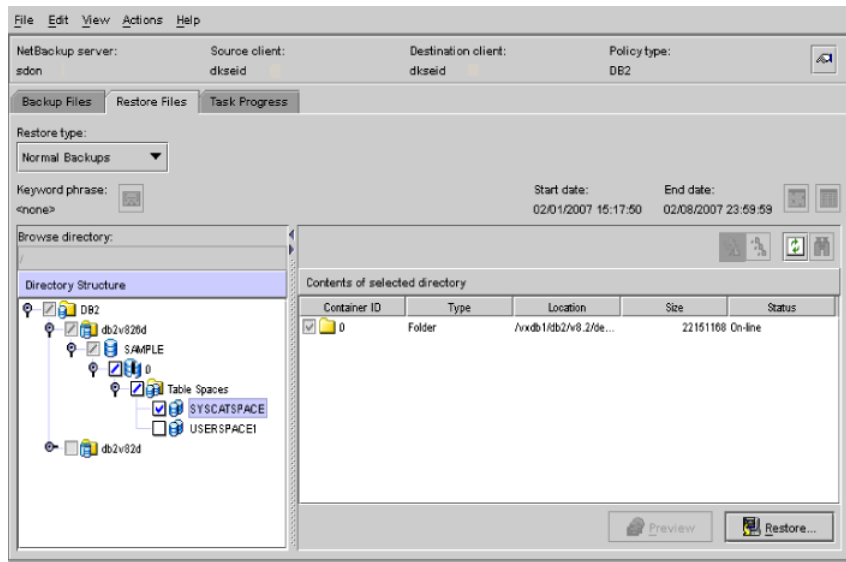 File Edit View Actions Help
NetBackup server: Source client: Destination client: Policy type:
sdon dkseid dkseid DB2
Backup Files Restore Files Task Progress
Restore type:
Normal Backups
Keyword phrase: Start date: End date:
<none> 02/01/2007 15:17:50 02/08/2007 23:59:59
Browse directory:
/
Directory Structure Contents of selected directory
Container ID Type Location Size Status
DB2 0 Folder /vxdb1/db2/v8.2/de... 22151168 On-line
db2v826d
SAMPLE
0
Table Spaces
SYSCATSPACE
USERSPACE1
db2v82d
Preview Restore...